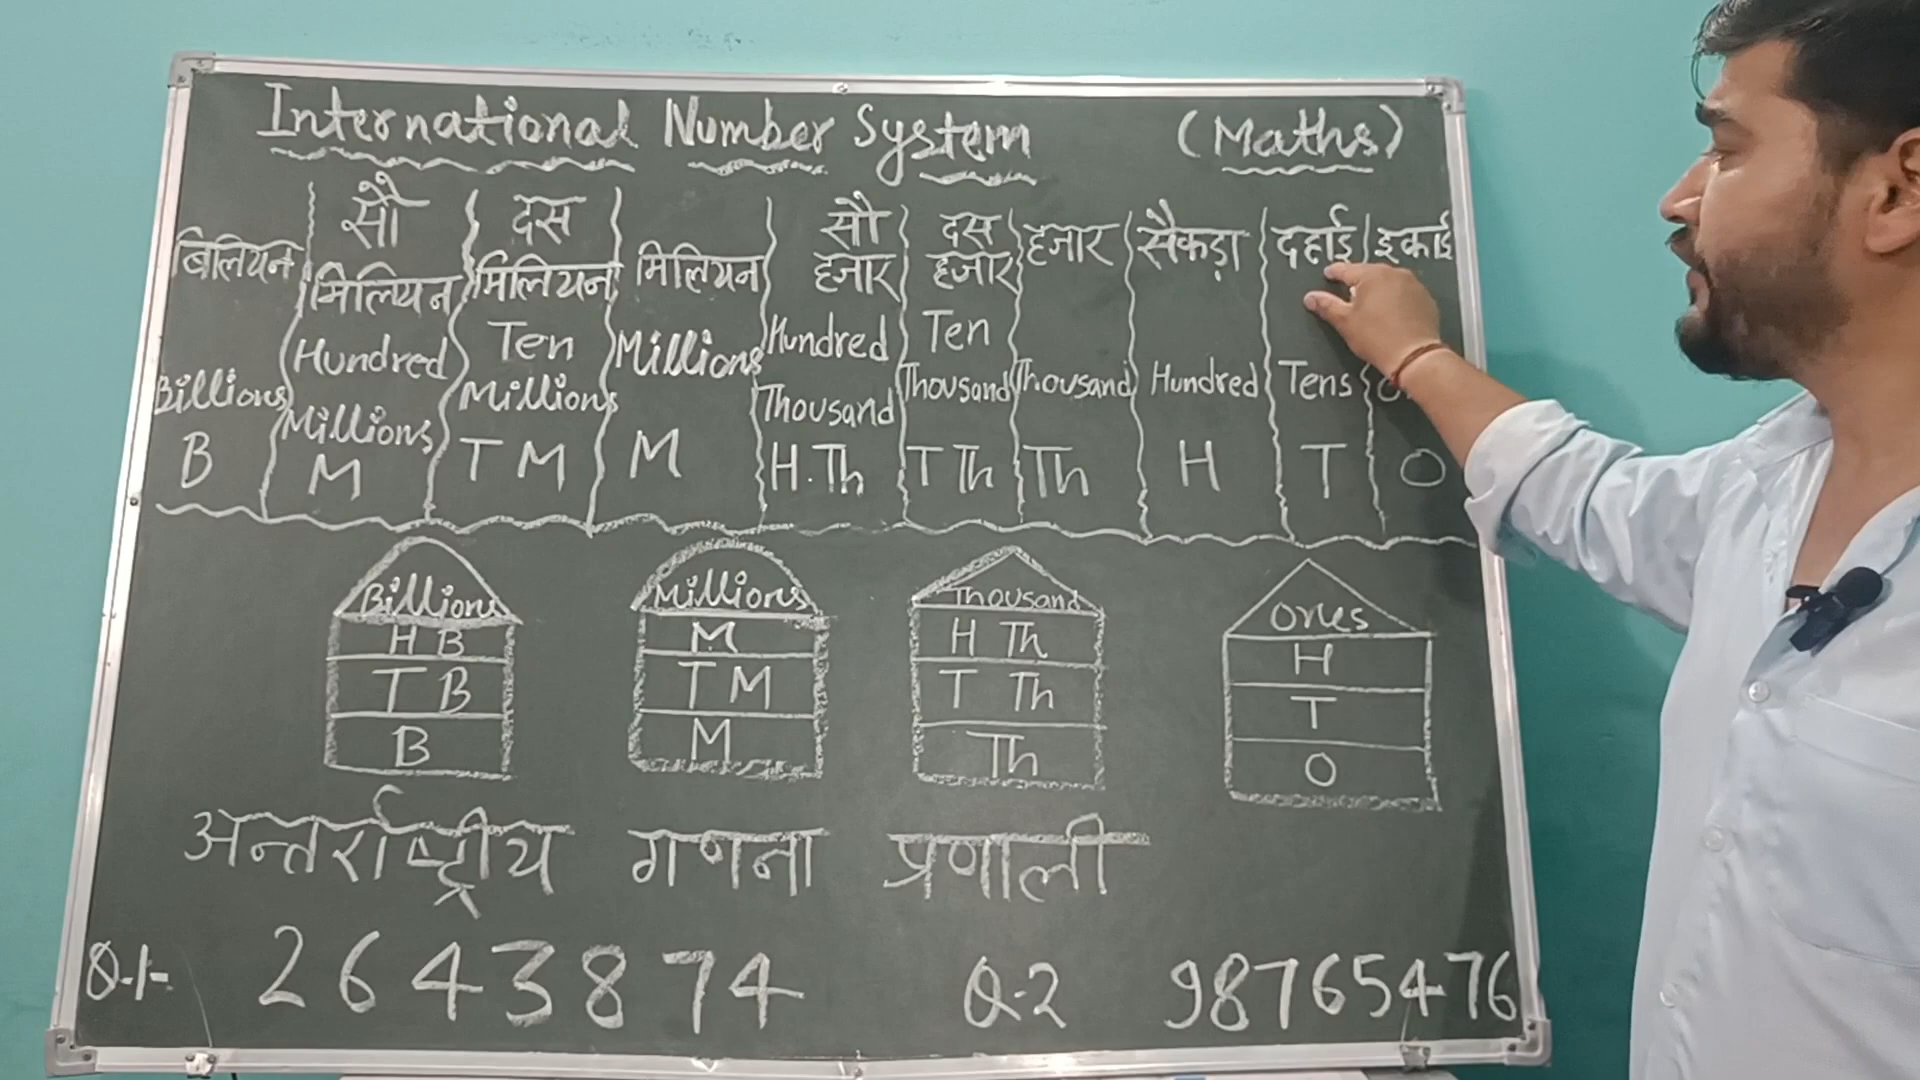 International Number System (Maths)
बिलियन सौ मिलियन दस मिलियन मिलियन सौ हजार दस हजार हजार सैकड़ा दहाई इकाई
Billions Hundred Millions Ten Millions Millions Hundred Thousand Ten Thousand Thousand Hundred Tens
B M T M M H.Th T Th Th H T O
Billions Millions Thousand ones
H B M H Th H
T B T M T Th T
B M Th O
अन्तर्राष्ट्रीय गणना प्रणाली
Q.1- 2643874 Q.2 98765476